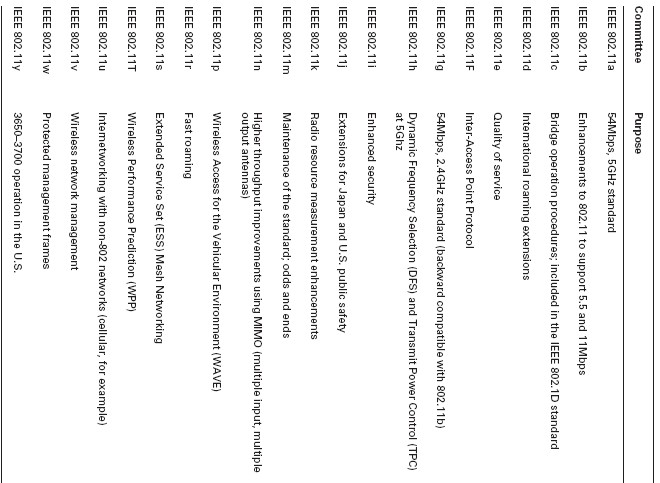 Committee Purpose
IEEE 802.11a 54Mbps, 5GHz standard
IEEE 802.11b Enhancements to 802.11 to support 5.5 and 11Mbps
IEEE 802.11c Bridge operation procedures; included in the IEEE 802.1D standard
IEEE 802.11d International roaming extensions
IEEE 802.11e Quality of service
IEEE 802.11F Inter-Access Point Protocol
IEEE 802.11g 54Mbps, 2.4GHz standard (backward compatible with 802.11b)
IEEE 802.11h Dynamic Frequency Selection (DFS) and Transmit Power Control (TPC)
at 5Ghz
IEEE 802.11i Enhanced security
IEEE 802.11j Extensions for Japan and U.S. public safety
IEEE 802.11k Radio resource measurement enhancements
IEEE 802.11m Maintenance of the standard; odds and ends
IEEE 802.11n Higher throughput improvements using MIMO (multiple input, multiple
output antennas)
IEEE 802.11p Wireless Access for the Vehicular Environment (WAVE)
IEEE 802.11r Fast roaming
IEEE 802.11s Extended Service Set (ESS) Mesh Networking
IEEE 802.11T Wireless Performance Prediction (WPP)
IEEE 802.11u Internetworking with non-802 networks (cellular, for example)
IEEE 802.11v Wireless network management
IEEE 802.11w Protected management frames
IEEE 802.11y 3650–3700 operation in the U.S.